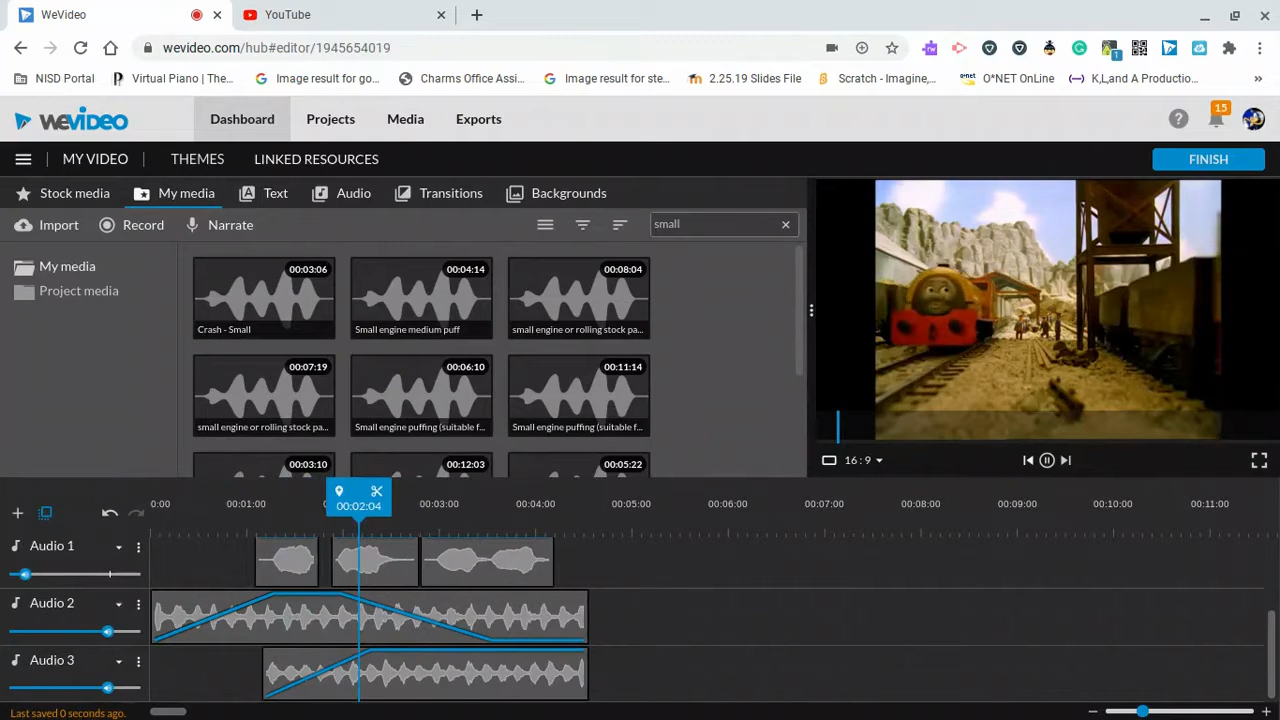 WeVideo
YouTube
wevideo.com/hub#editor/1945654019
NISD Portal
Virtual Piano | The...
Image result for go...
Charms Office Assi...
Image result for ste...
2.25.19 Slides File
Scratch - Imagine,...
O*NET OnLine
K,L,and A Productio...
»
1
wevideo
Dashboard
Projects
Media
Exports
15
MY VIDEO
THEMES
LINKED RESOURCES
FINISH
Stock media
My media
Text
Audio
Transitions
Backgrounds
Import
Record
Narrate
small
My media
Project media
00:03:06
Crash - Small
00:04:14
Small engine medium puff
00:08:04
small engine or rolling stock pa...
00:07:19
small engine or rolling stock pa...
00:06:10
Small engine puffing (suitable f...
00:11:14
Small engine puffing (suitable f...
00:03:10
00:12:03
00:05:22
16:9
0:00
00:01:00
00:02:04
00:03:00
00:04:00
00:05:00
00:06:00
00:07:00
00:08:00
00:09:00
00:10:00
00:11:00
Audio 1
Audio 2
Audio 3
Last saved 0 seconds ago.